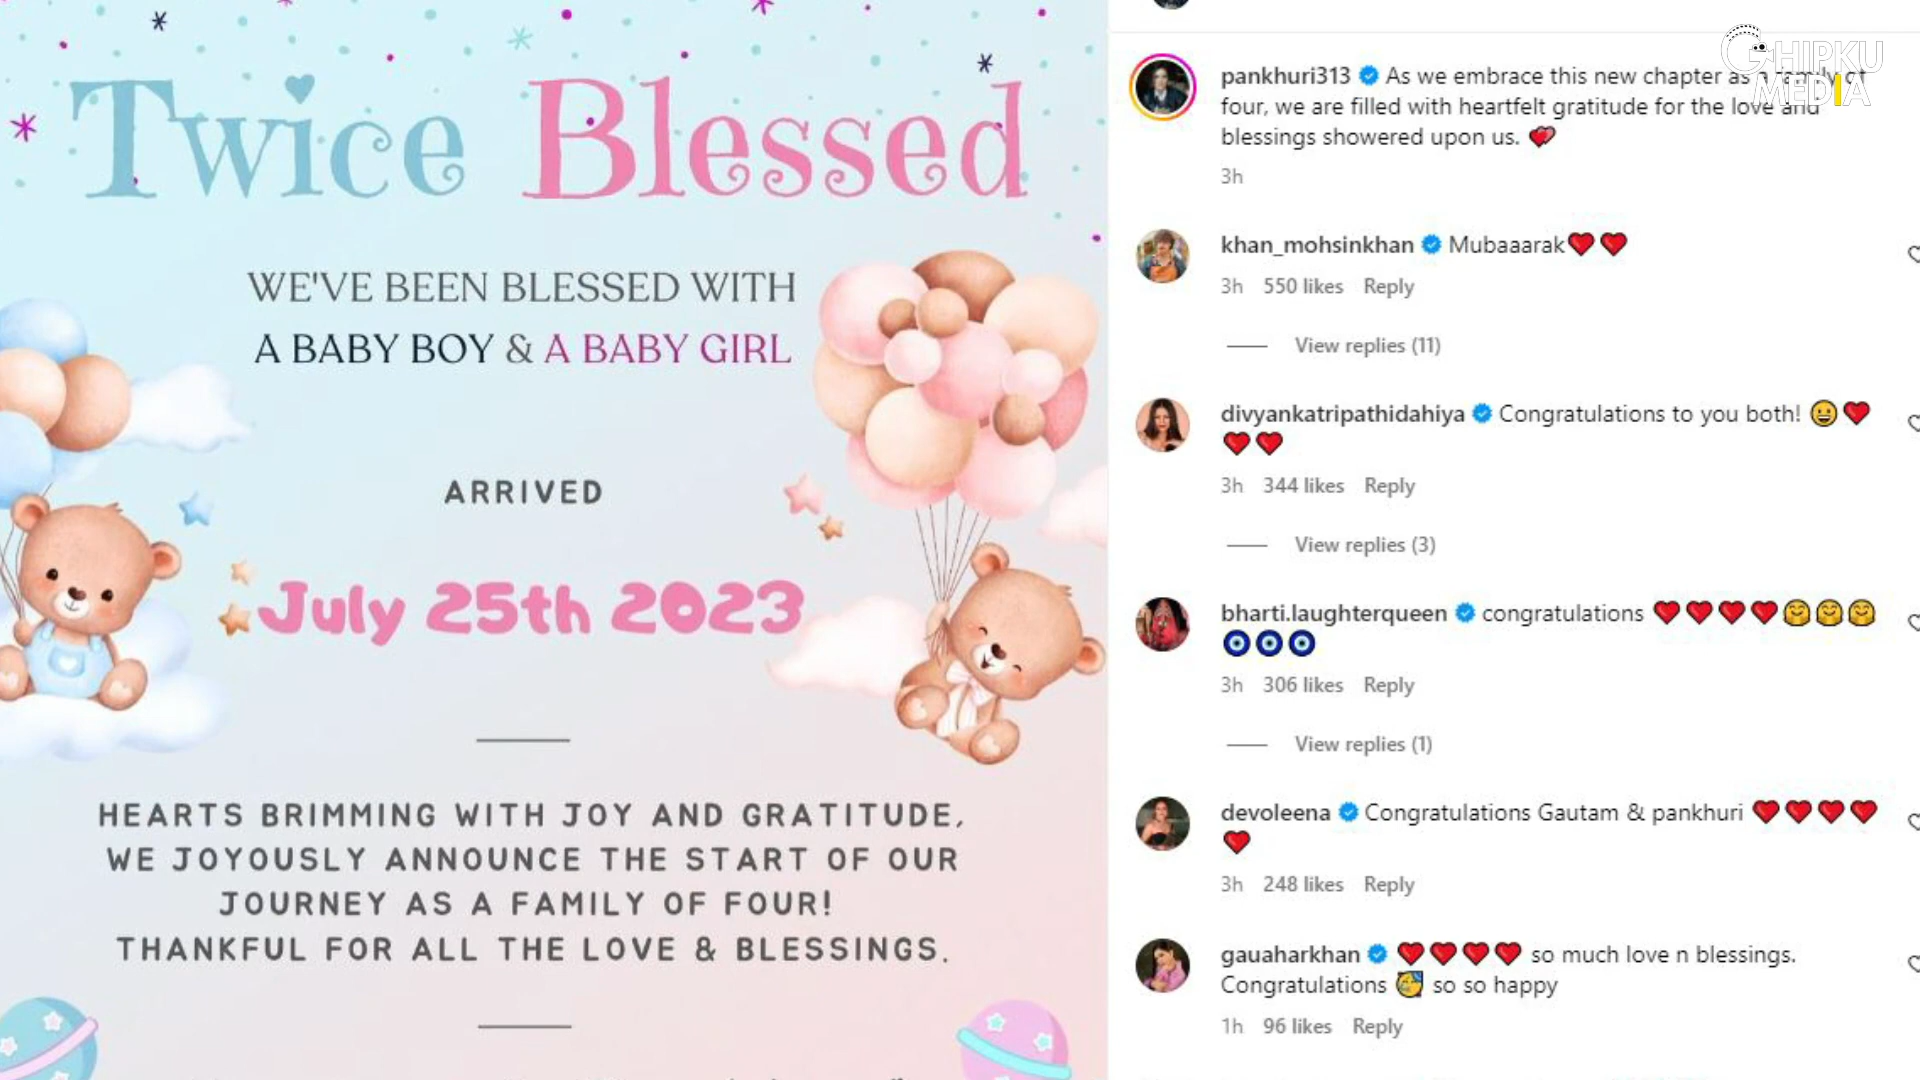 Twice Blessed
WE'VE BEEN BLESSED WITH
A BABY BOY & A BABY GIRL
ARRIVED
July 25th 2023
HEARTS BRIMMING WITH JOY AND GRATITUDE,
WE JOYOUSLY ANNOUNCE THE START OF OUR
JOURNEY AS A FAMILY OF FOUR!
THANKFUL FOR ALL THE LOVE & BLESSINGS.
GHIPKU
MEDIA
pankhuri313 As we embrace this new chapter as a family of
four, we are filled with heartfelt gratitude for the love and
blessings showered upon us. 💕
3h
khan_mohsinkhan Mubaaarak❤️❤️
3h 550 likes Reply
View replies (11)
divyankatripathidahiya Congratulations to you both! 😀❤️
❤️❤️
3h 344 likes Reply
View replies (3)
bharti.laughterqueen congratulations ❤️❤️❤️❤️🤗🤗🤗
🧿🧿🧿
3h 306 likes Reply
View replies (1)
devoleena Congratulations Gautam & pankhuri ❤️❤️❤️❤️
❤️
3h 248 likes Reply
gauaharkhan ❤️❤️❤️❤️ so much love n blessings.
Congratulations 🥳 so so happy
1h 96 likes Reply